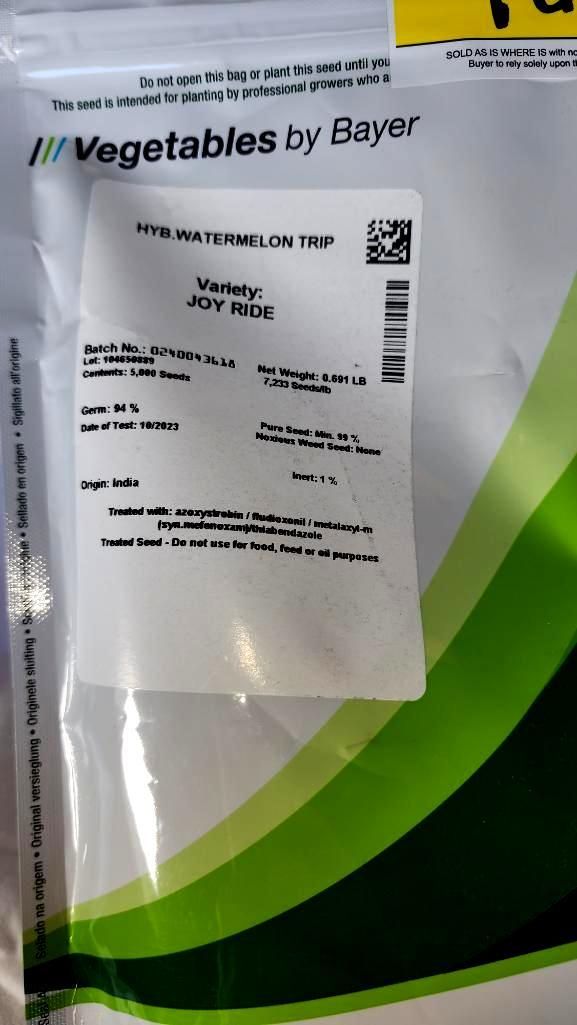 SOLD AS IS WHERE IS with no
Buyer to rely solely upon
Do not open this bag or plant this seed until you
This seed is intended for planting by professional growers who a
Vegetables by Bayer
HYB.WATERMELON TRIP
Variety:
JOY RIDE
Batch No.: 0240043618
Lot: 104650889
Contents: 5,000 Seeds
Net Weight: 0.691 LB
7,233 Seeds/lb
Germ: 94 %
Date of Test: 10/2023
Pure Seed: Min. 99 %
Noxious Weed Seed: None
Inert: 1 %
Origin: India
Treated with: azoxystrobin / fludioxonil / metalaxyl-m
(syn.mefenoxam)/thiabendazole
Treated Seed - Do not use for food, feed or oil purposes
Selado na origem • Original versieglung • Originele sluiting • • Sellado en origen • Sigillato all'origine